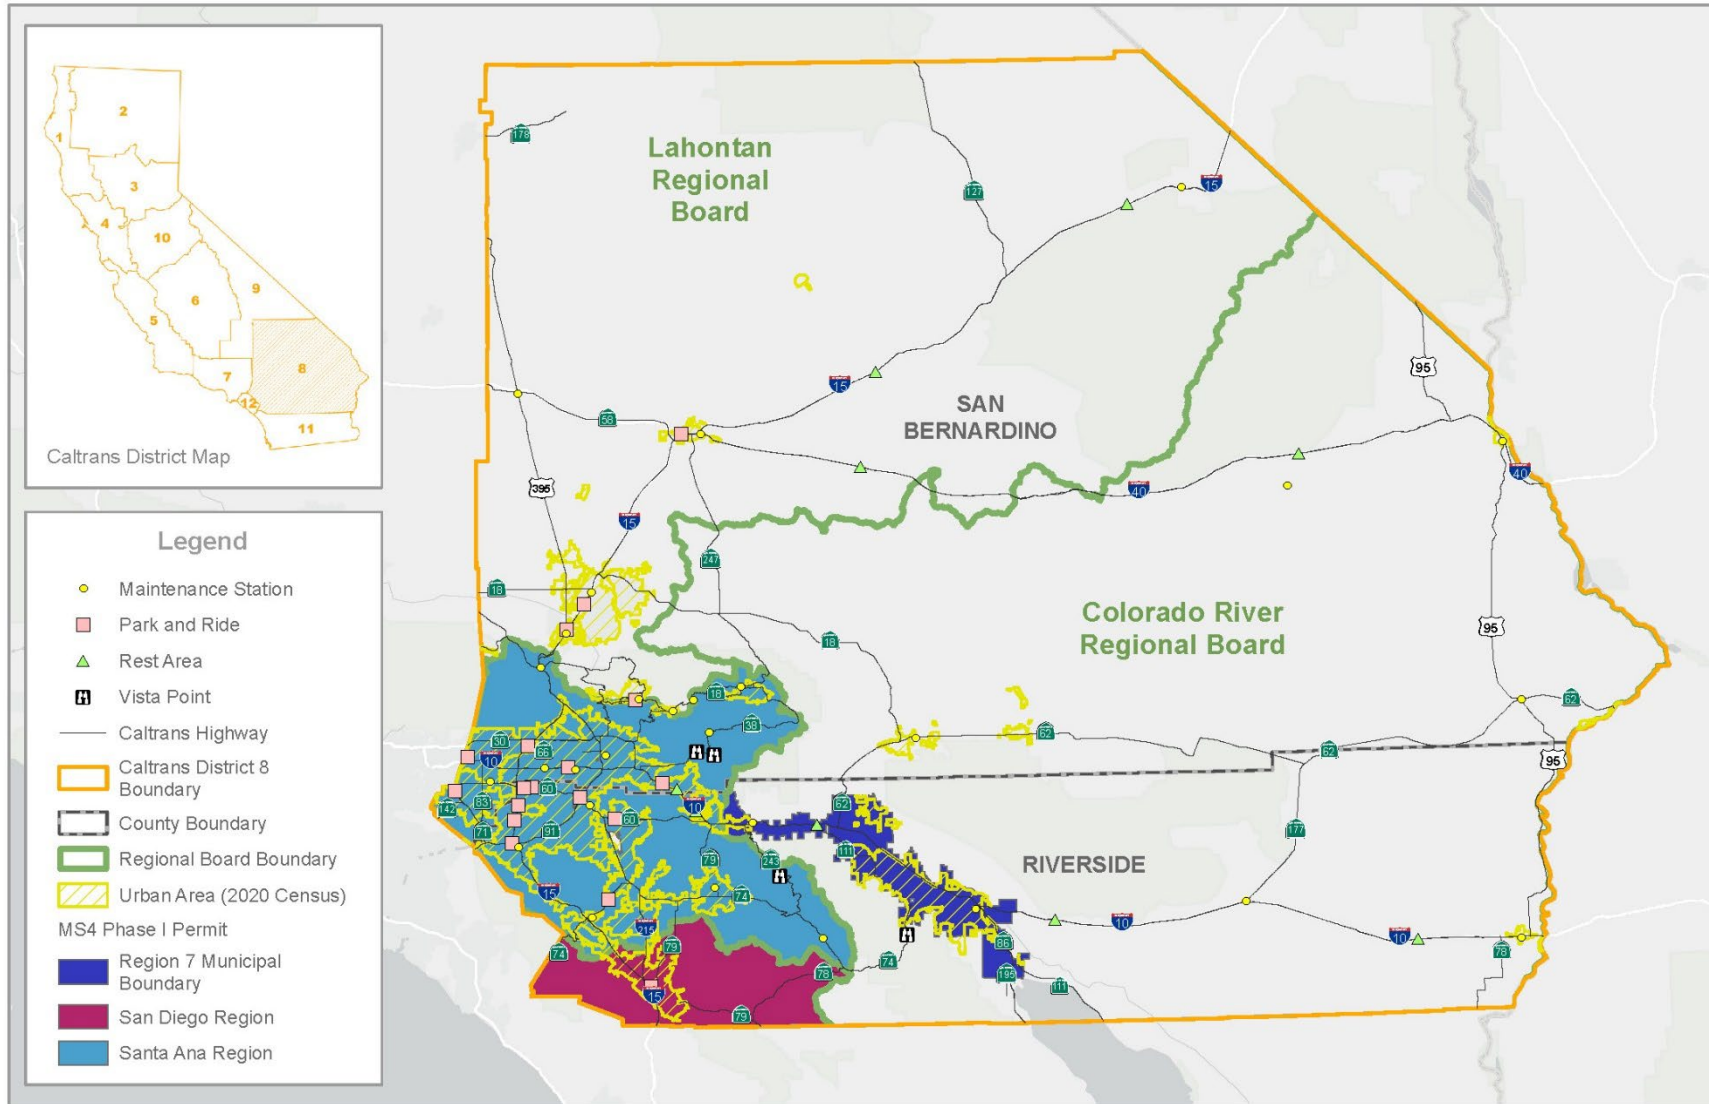 2
1
3
4
10
9
6
5
8
7
12
11
Caltrans District Map
Legend
Maintenance Station
Park and Ride
Rest Area
Vista Point
Caltrans Highway
Caltrans District 8
Boundary
County Boundary
Regional Board Boundary
Urban Area (2020 Census)
MS4 Phase I Permit
Region 7 Municipal
Boundary
San Diego Region
Santa Ana Region
Lahontan
Regional
Board
178
127
15
15
58
SAN
BERNARDINO
95
395
15
40
40
247
18
18
Colorado River
Regional Board
95
18
38
62
62
62
95
30
10
66
60
83
142
71
91
60
10
62
111
177
RIVERSIDE
79
243
74
15
215
79
74
74
86
10
10
78
78
195
111
15
79